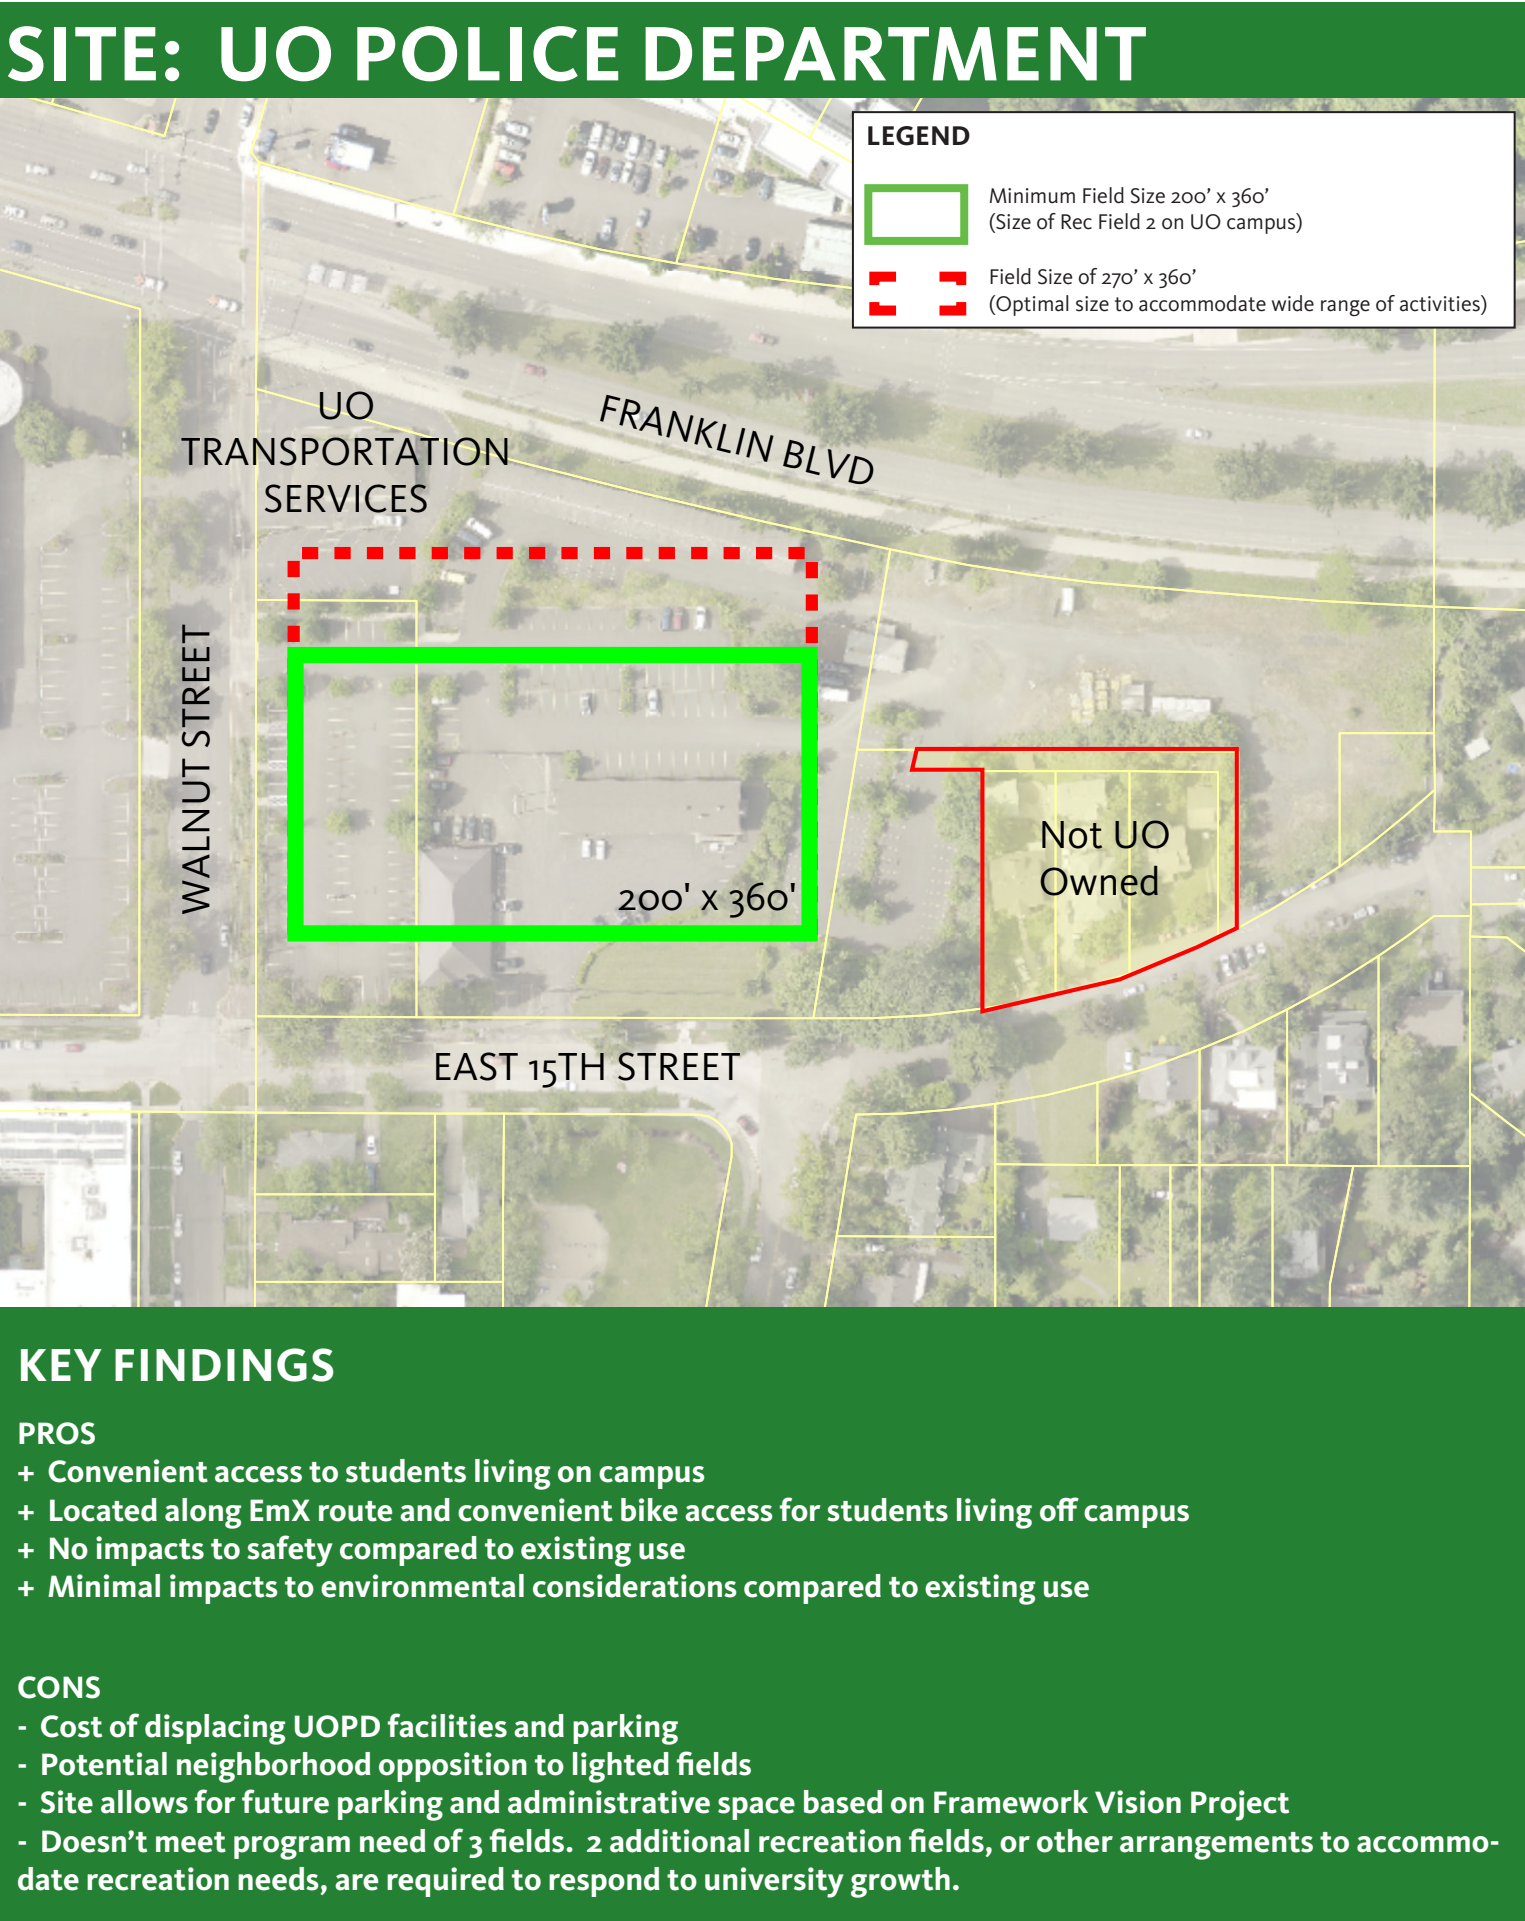 SITE: UO POLICE DEPARTMENT
LEGEND
Minimum Field Size 200' x 360'
(Size of Rec Field 2 on UO campus)
Field Size of 270' x 360'
(Optimal size to accommodate wide range of activities)
UO
TRANSPORTATION
SERVICES
FRANKLIN BLVD
WALNUT STREET
200' x 360'
Not UO
Owned
EAST 15TH STREET
KEY FINDINGS
PROS
+ Convenient access to students living on campus
+ Located along EmX route and convenient bike access for students living off campus
+ No impacts to safety compared to existing use
+ Minimal impacts to environmental considerations compared to existing use
CONS
- Cost of displacing UOPD facilities and parking
- Potential neighborhood opposition to lighted fields
- Site allows for future parking and administrative space based on Framework Vision Project
- Doesn't meet program need of 3 fields. 2 additional recreation fields, or other arrangements to accommo-
date recreation needs, are required to respond to university growth.